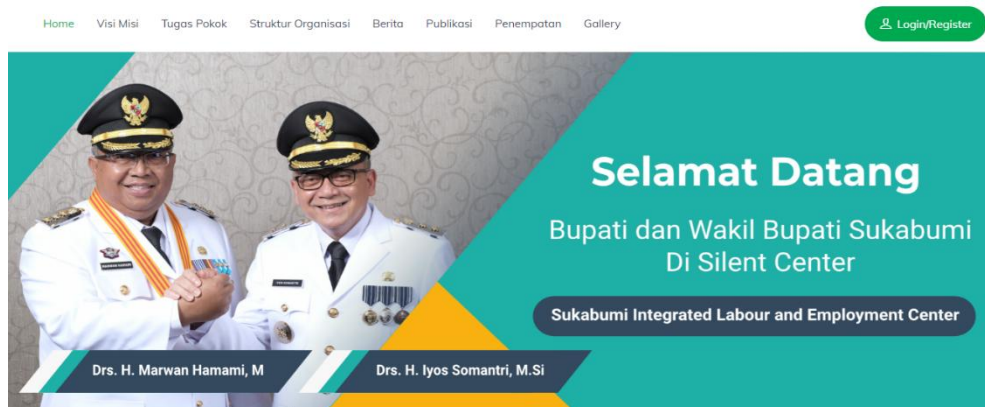 Home Visi Misi Tugas Pokok Struktur Organisasi Berita Publikasi Penempatan Gallery Login/Register
Selamat Datang
Bupati dan Wakil Bupati Sukabumi
Di Silent Center
Sukabumi Integrated Labour and Employment Center
Drs. H. Marwan Hamami, M
Drs. H. Iyos Somantri, M.Si